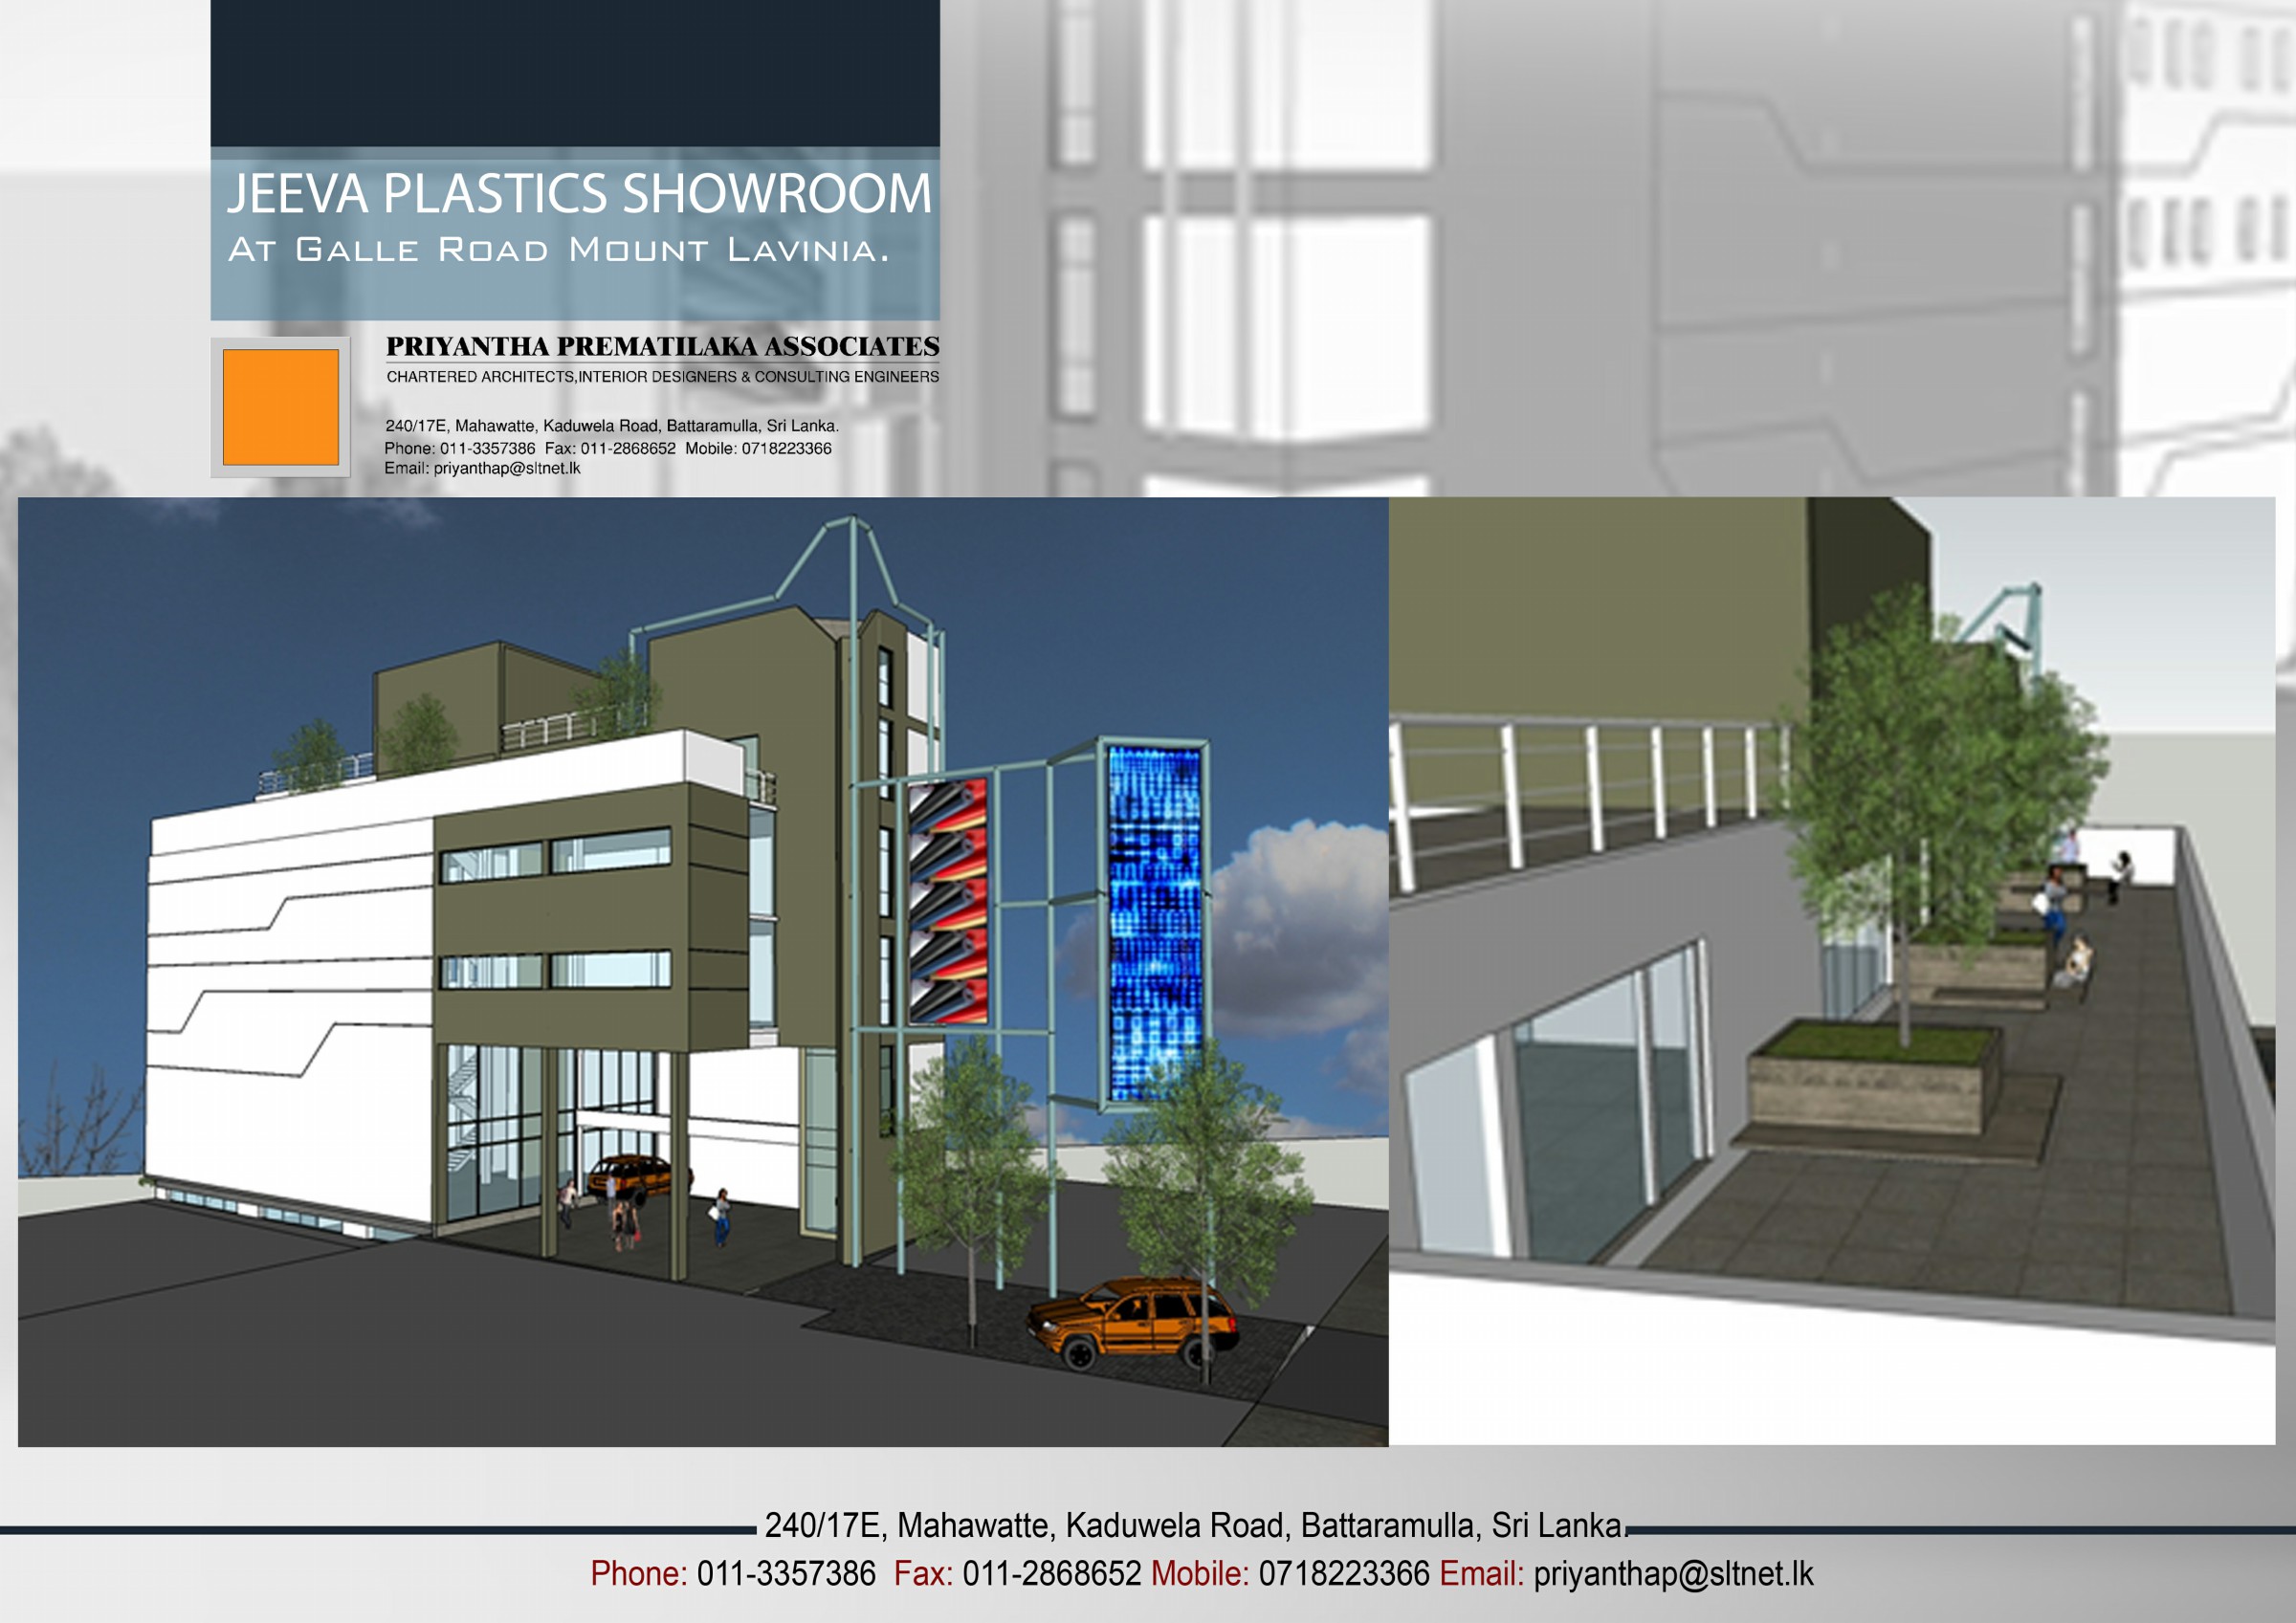 JEEVA PLASTICS SHOWROOM
At Galle Road Mount Lavinia.
PRIYANTHA PREMATILAKA ASSOCIATES
CHARTERED ARCHITECTS,INTERIOR DESIGNERS & CONSULTING ENGINEERS
240/17E, Mahawatte, Kaduwela Road, Battaramulla, Sri Lanka.
Phone: 011-3357386 Fax: 011-2868652 Mobile: 0718223366
Email: priyanthap@sltnet.lk
240/17E, Mahawatte, Kaduwela Road, Battaramulla, Sri Lanka.
Phone: 011-3357386 Fax: 011-2868652 Mobile: 0718223366 Email: priyanthap@sltnet.lk